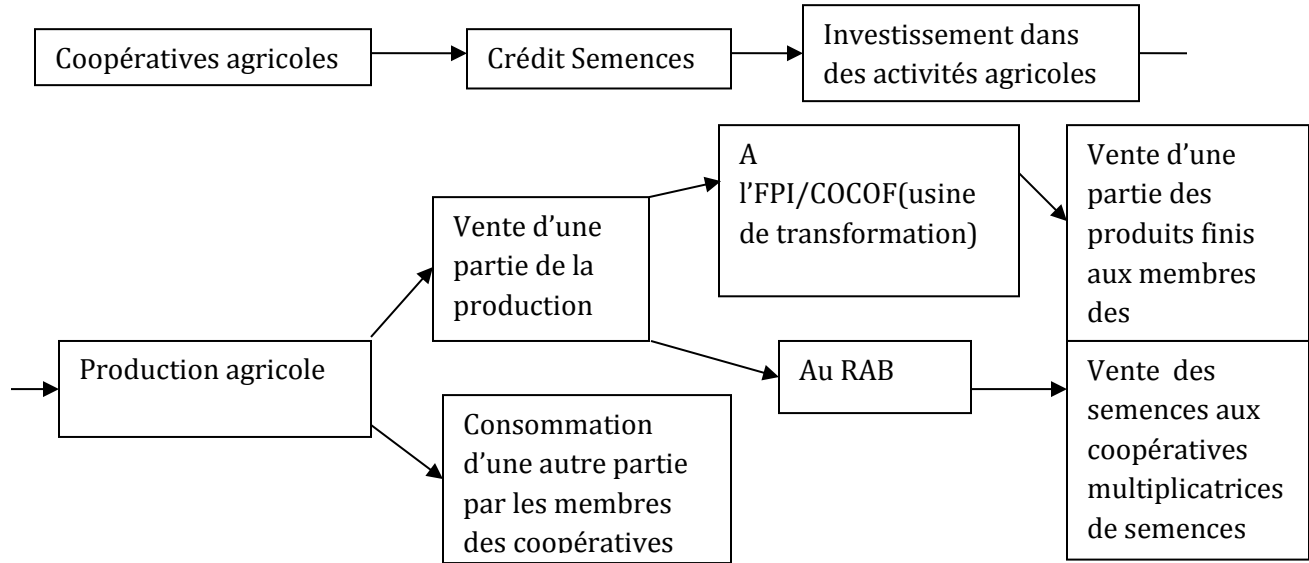 Coopératives agricoles
Crédit Semences
Investissement dans
des activités agricoles
Production agricole
Vente d’une
partie de la
production
Consommation
d’une autre partie
par les membres
des coopératives
A
l’FPI/COCOF(usine
de transformation)
Au RAB
Vente d’une
partie des
produits finis
aux membres
des
Vente des
semences aux
coopératives
multiplicatrices
de semences